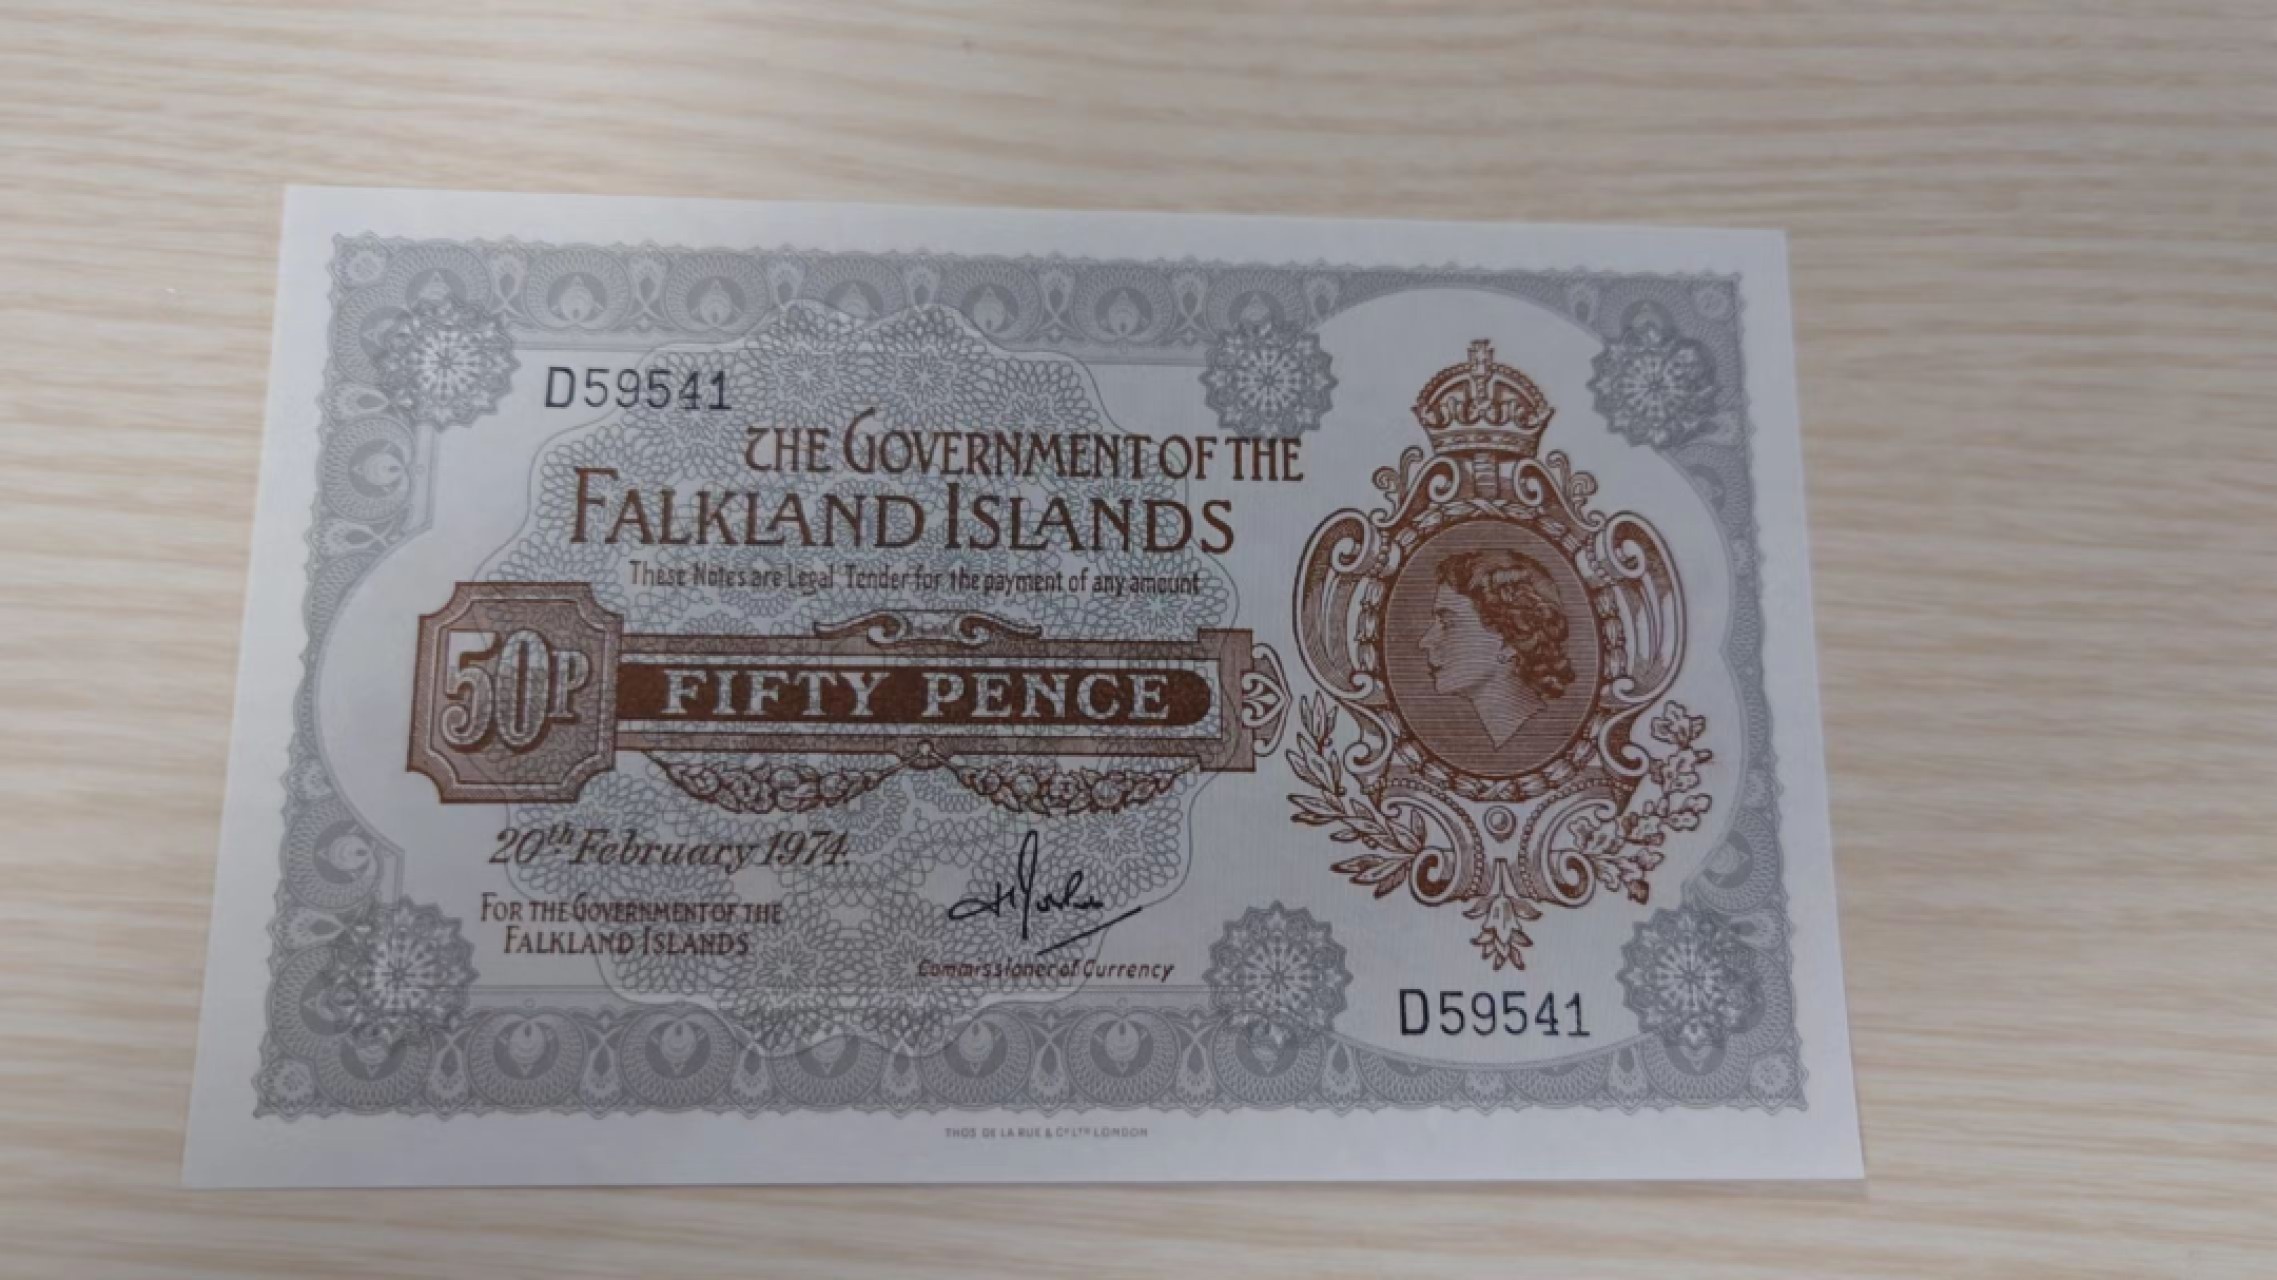 D59541
THE GOVERNMENT OF THE
FALKLAND ISLANDS
These Notes are Legal Tender for the payment of any amount
50P
FIFTY PENCE
20th February 1974.
FOR THE GOVERNMENT OF THE
FALKLAND ISLANDS
Commissioner of Currency
D59541
THOS DE LA RUE & CO LTD LONDON